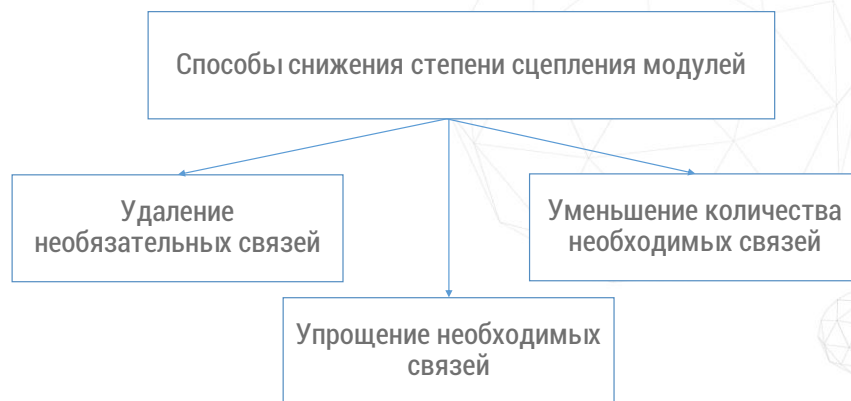 Способы снижения степени сцепления модулей
Удаление
необязательных связей
Уменьшение количества
необходимых связей
Упрощение необходимых
связей